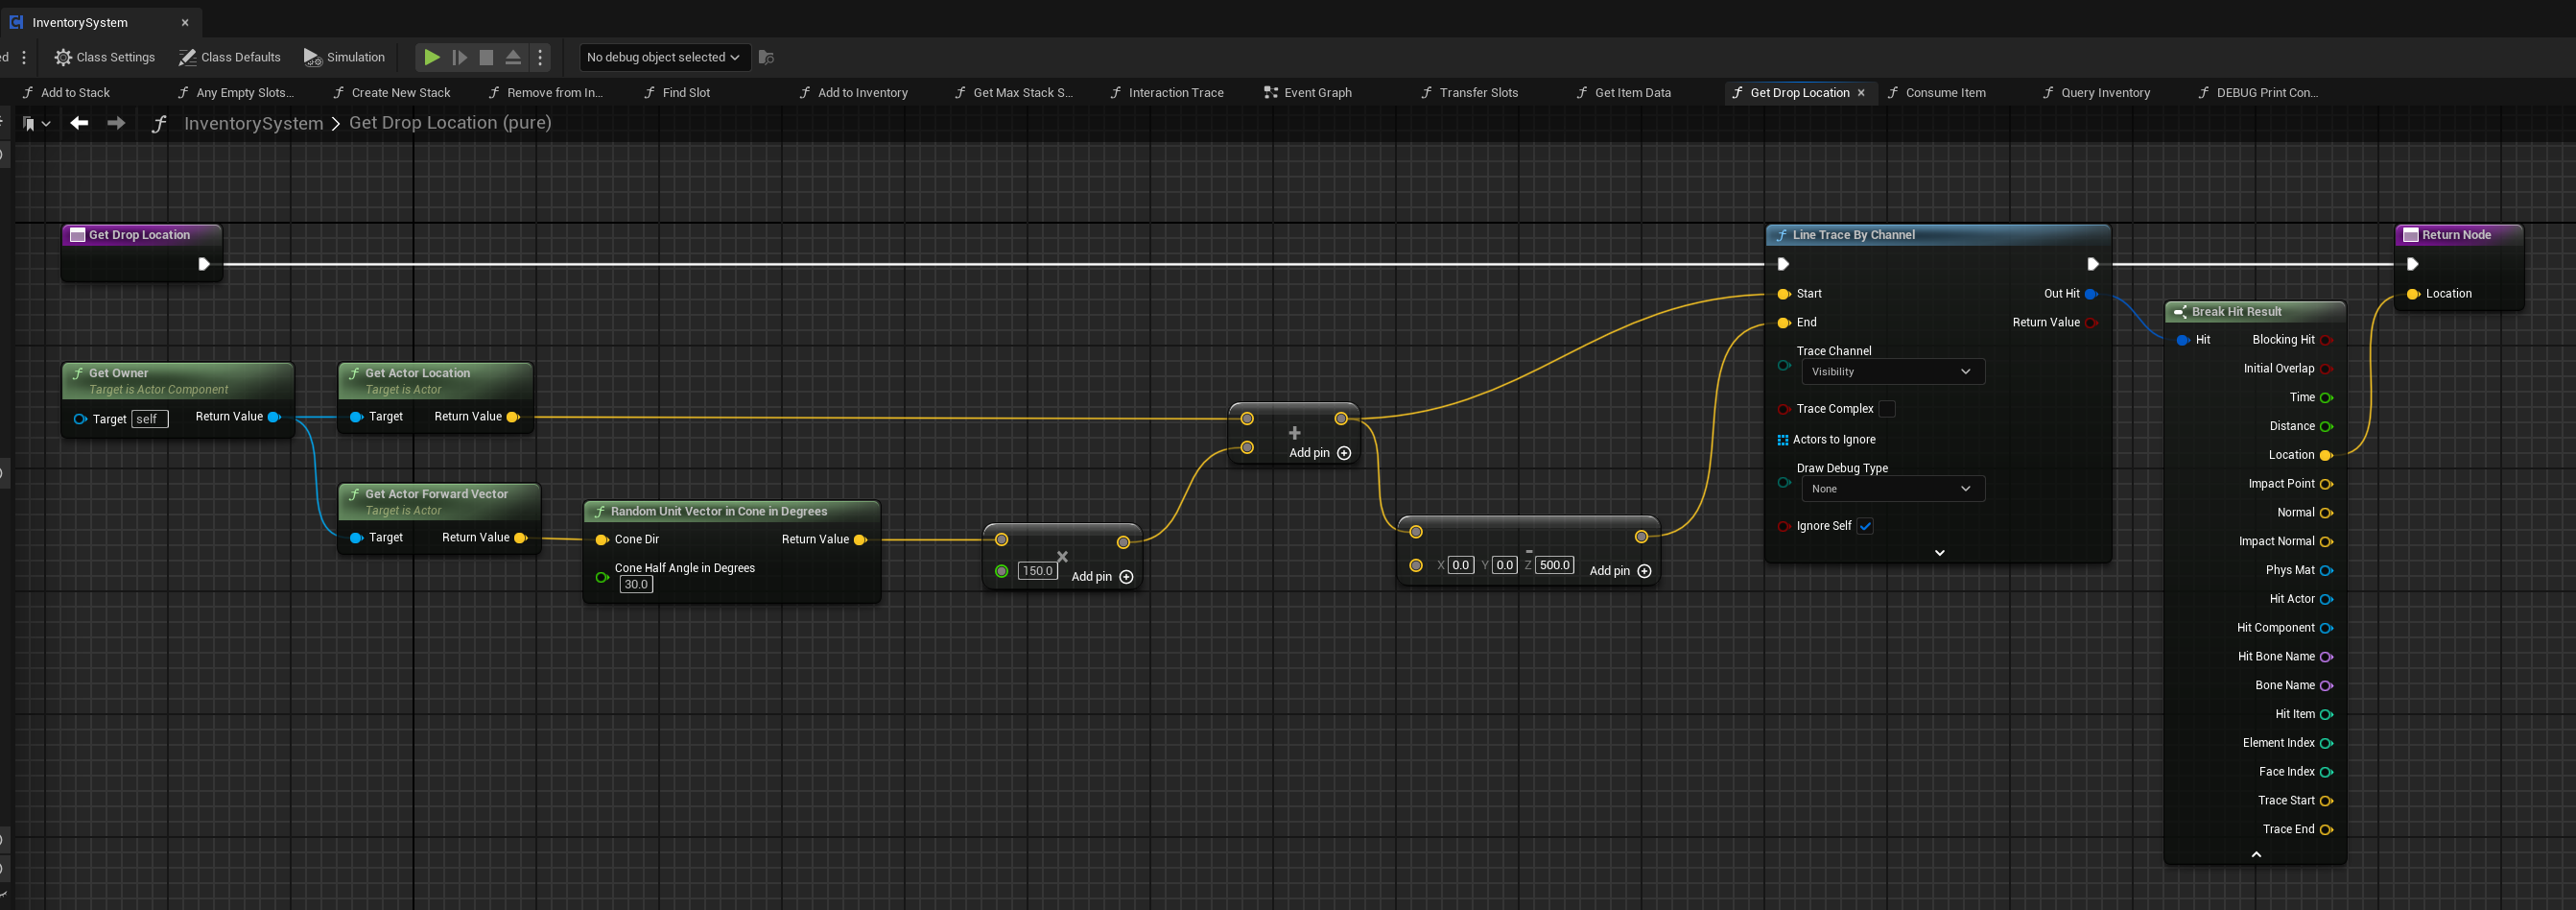 InventorySystem
ed
Class Settings
Class Defaults
Simulation
No debug object selected
Add to Stack
Any Empty Slots...
Create New Stack
Remove from In...
Find Slot
Add to Inventory
Get Max Stack S...
Interaction Trace
Event Graph
Transfer Slots
Get Item Data
Get Drop Location
Consume Item
Query Inventory
DEBUG Print Con...
InventorySystem > Get Drop Location (pure)
Get Drop Location
Get Owner
Target is Actor Component
Target self
Return Value
Get Actor Location
Target is Actor
Target
Return Value
Get Actor Forward Vector
Target is Actor
Target
Return Value
Random Unit Vector in Cone in Degrees
Cone Dir
Return Value
Cone Half Angle in Degrees
30.0
150.0
Add pin
Add pin
X 0.0 Y 0.0 Z 500.0
Add pin
Line Trace By Channel
Start
Out Hit
End
Return Value
Trace Channel
Visibility
Trace Complex
Actors to Ignore
Draw Debug Type
None
Ignore Self
Break Hit Result
Hit
Blocking Hit
Initial Overlap
Time
Distance
Location
Impact Point
Normal
Impact Normal
Phys Mat
Hit Actor
Hit Component
Hit Bone Name
Bone Name
Hit Item
Element Index
Face Index
Trace Start
Trace End
Return Node
Location